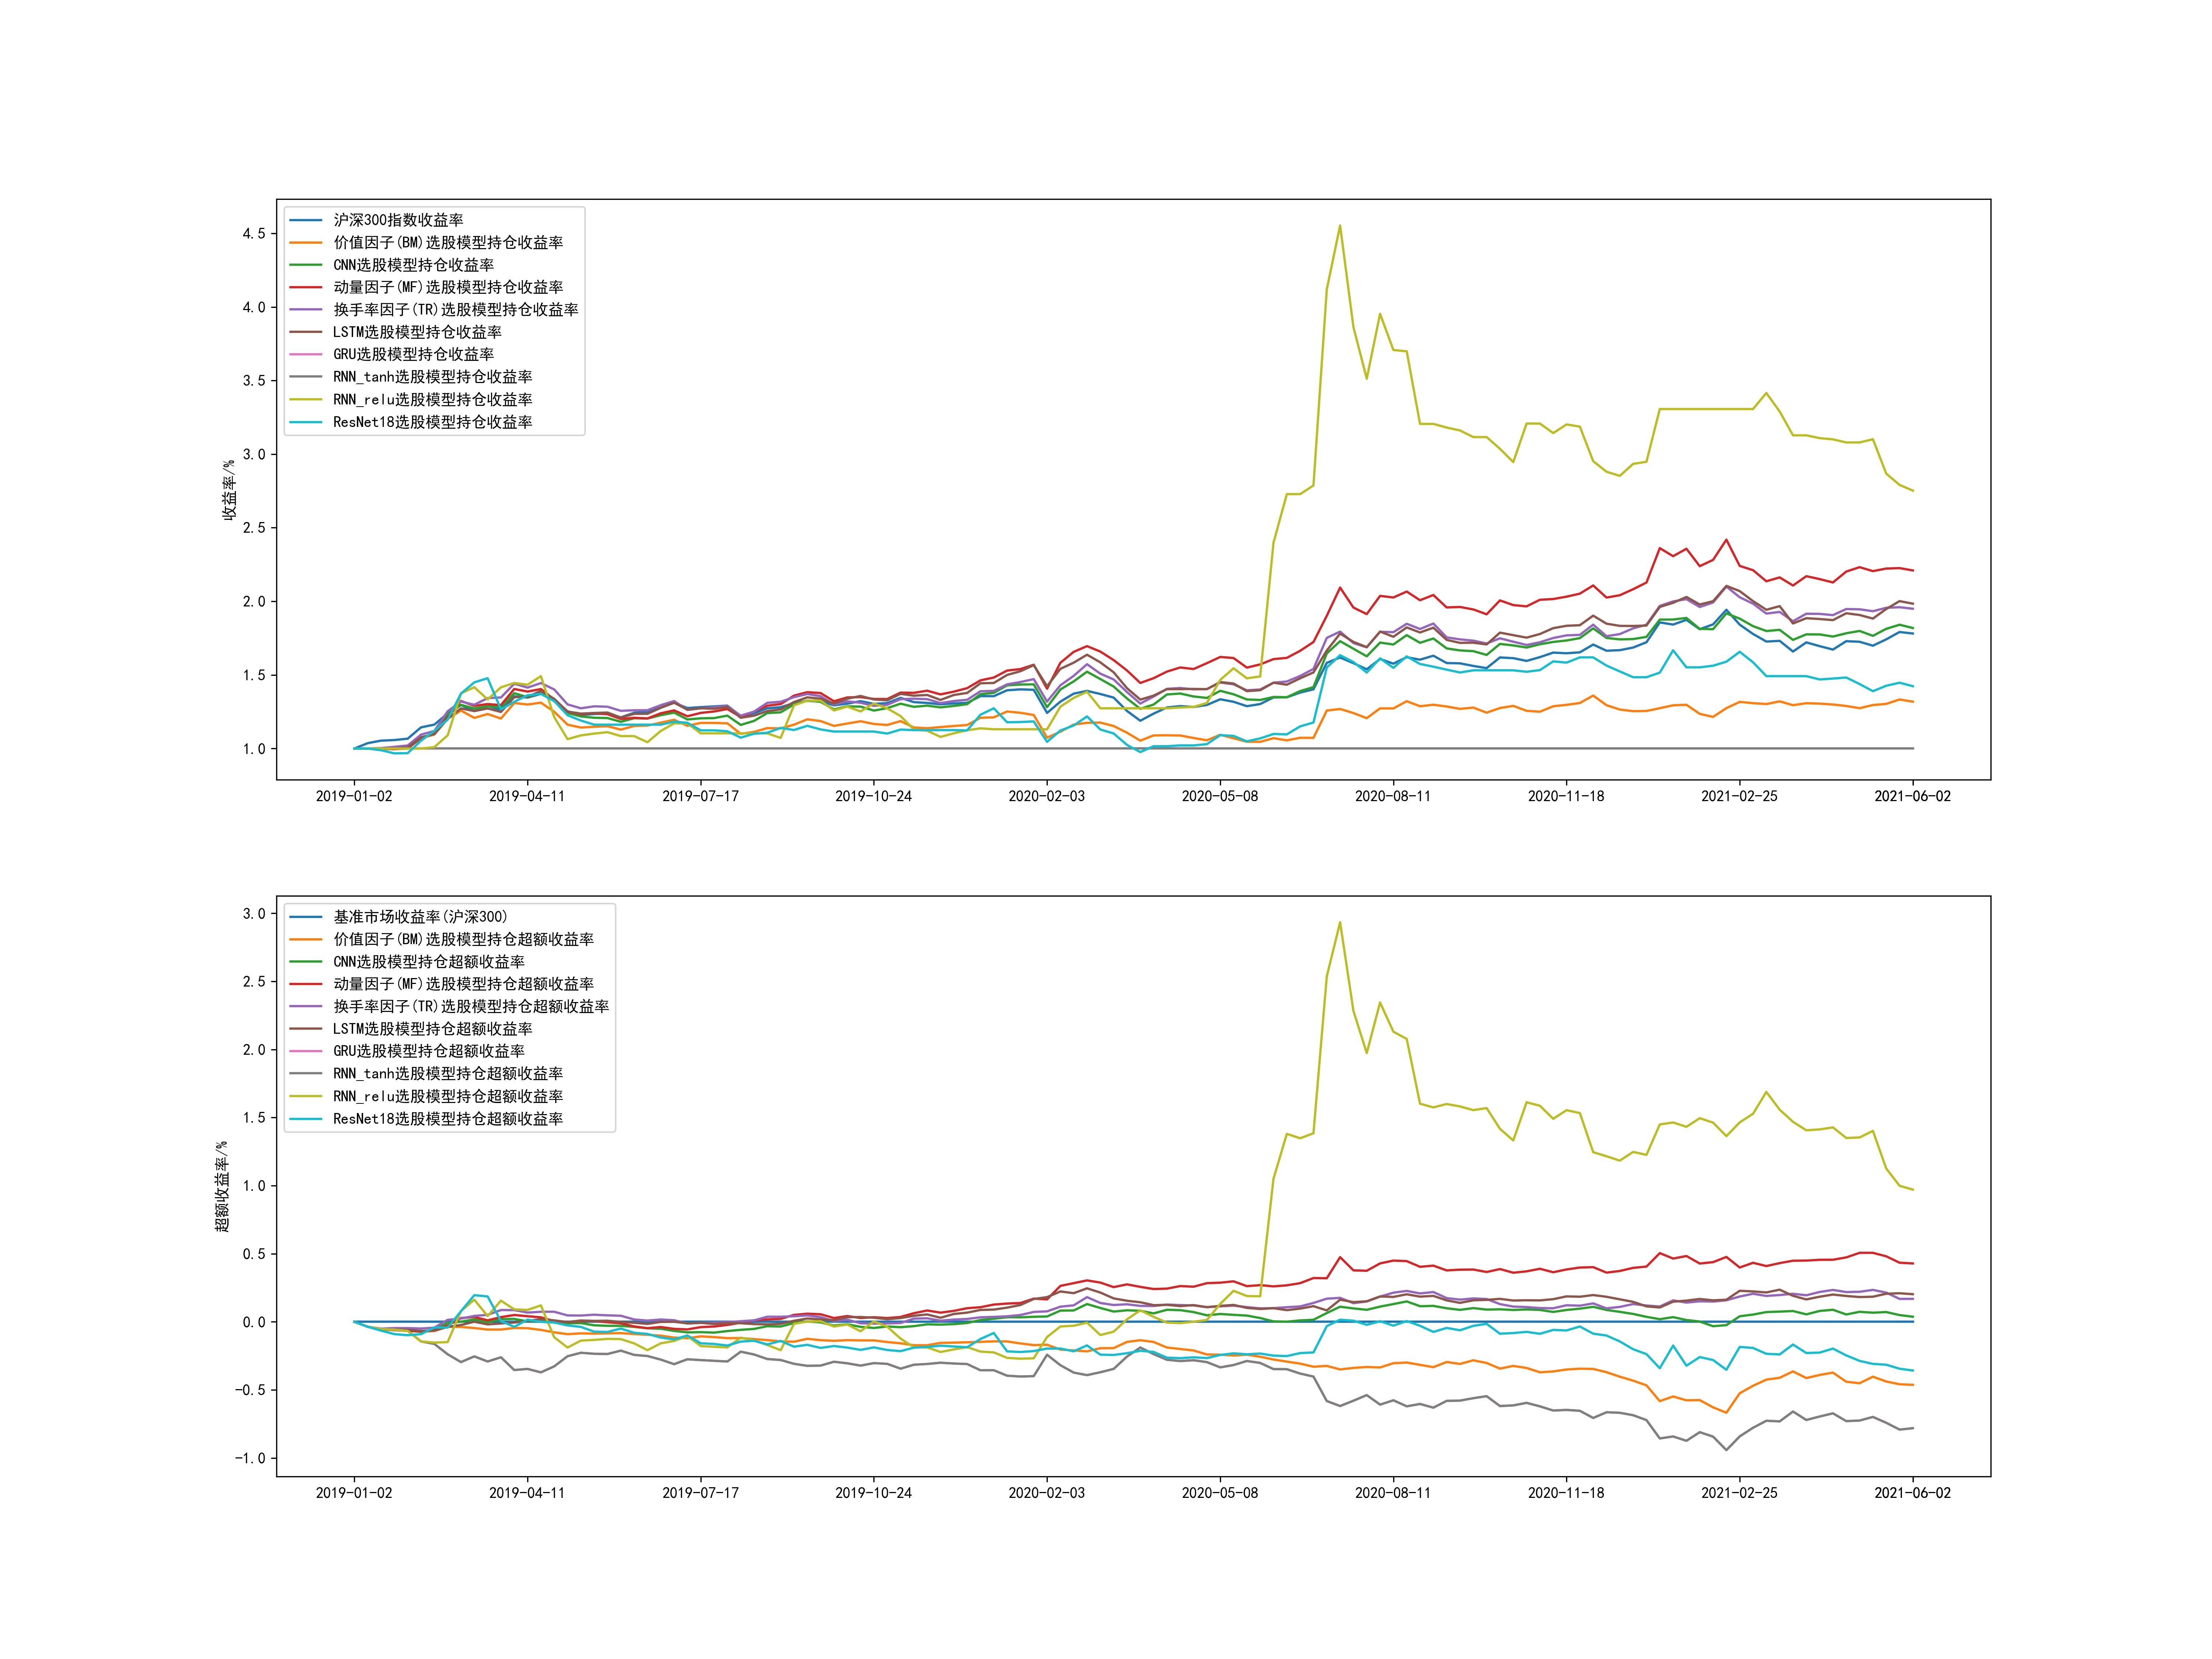 沪深300指数收益率
价值因子(BM)选股模型持仓收益率
CNN选股模型持仓收益率
动量因子(MF)选股模型持仓收益率
换手率因子(TR)选股模型持仓收益率
LSTM选股模型持仓收益率
GRU选股模型持仓收益率
RNN_tanh选股模型持仓收益率
RNN_relu选股模型持仓收益率
ResNet18选股模型持仓收益率
收益率/%
4.5
4.0
3.5
3.0
2.5
2.0
1.5
1.0
2019-01-02 2019-04-11 2019-07-17 2019-10-24 2020-02-03 2020-05-08 2020-08-11 2020-11-18 2021-02-25 2021-06-02
基准市场收益率(沪深300)
价值因子(BM)选股模型持仓超额收益率
CNN选股模型持仓超额收益率
动量因子(MF)选股模型持仓超额收益率
换手率因子(TR)选股模型持仓超额收益率
LSTM选股模型持仓超额收益率
GRU选股模型持仓超额收益率
RNN_tanh选股模型持仓超额收益率
RNN_relu选股模型持仓超额收益率
ResNet18选股模型持仓超额收益率
超额收益率/%
3.0
2.5
2.0
1.5
1.0
0.5
0.0
-0.5
-1.0
2019-01-02 2019-04-11 2019-07-17 2019-10-24 2020-02-03 2020-05-08 2020-08-11 2020-11-18 2021-02-25 2021-06-02